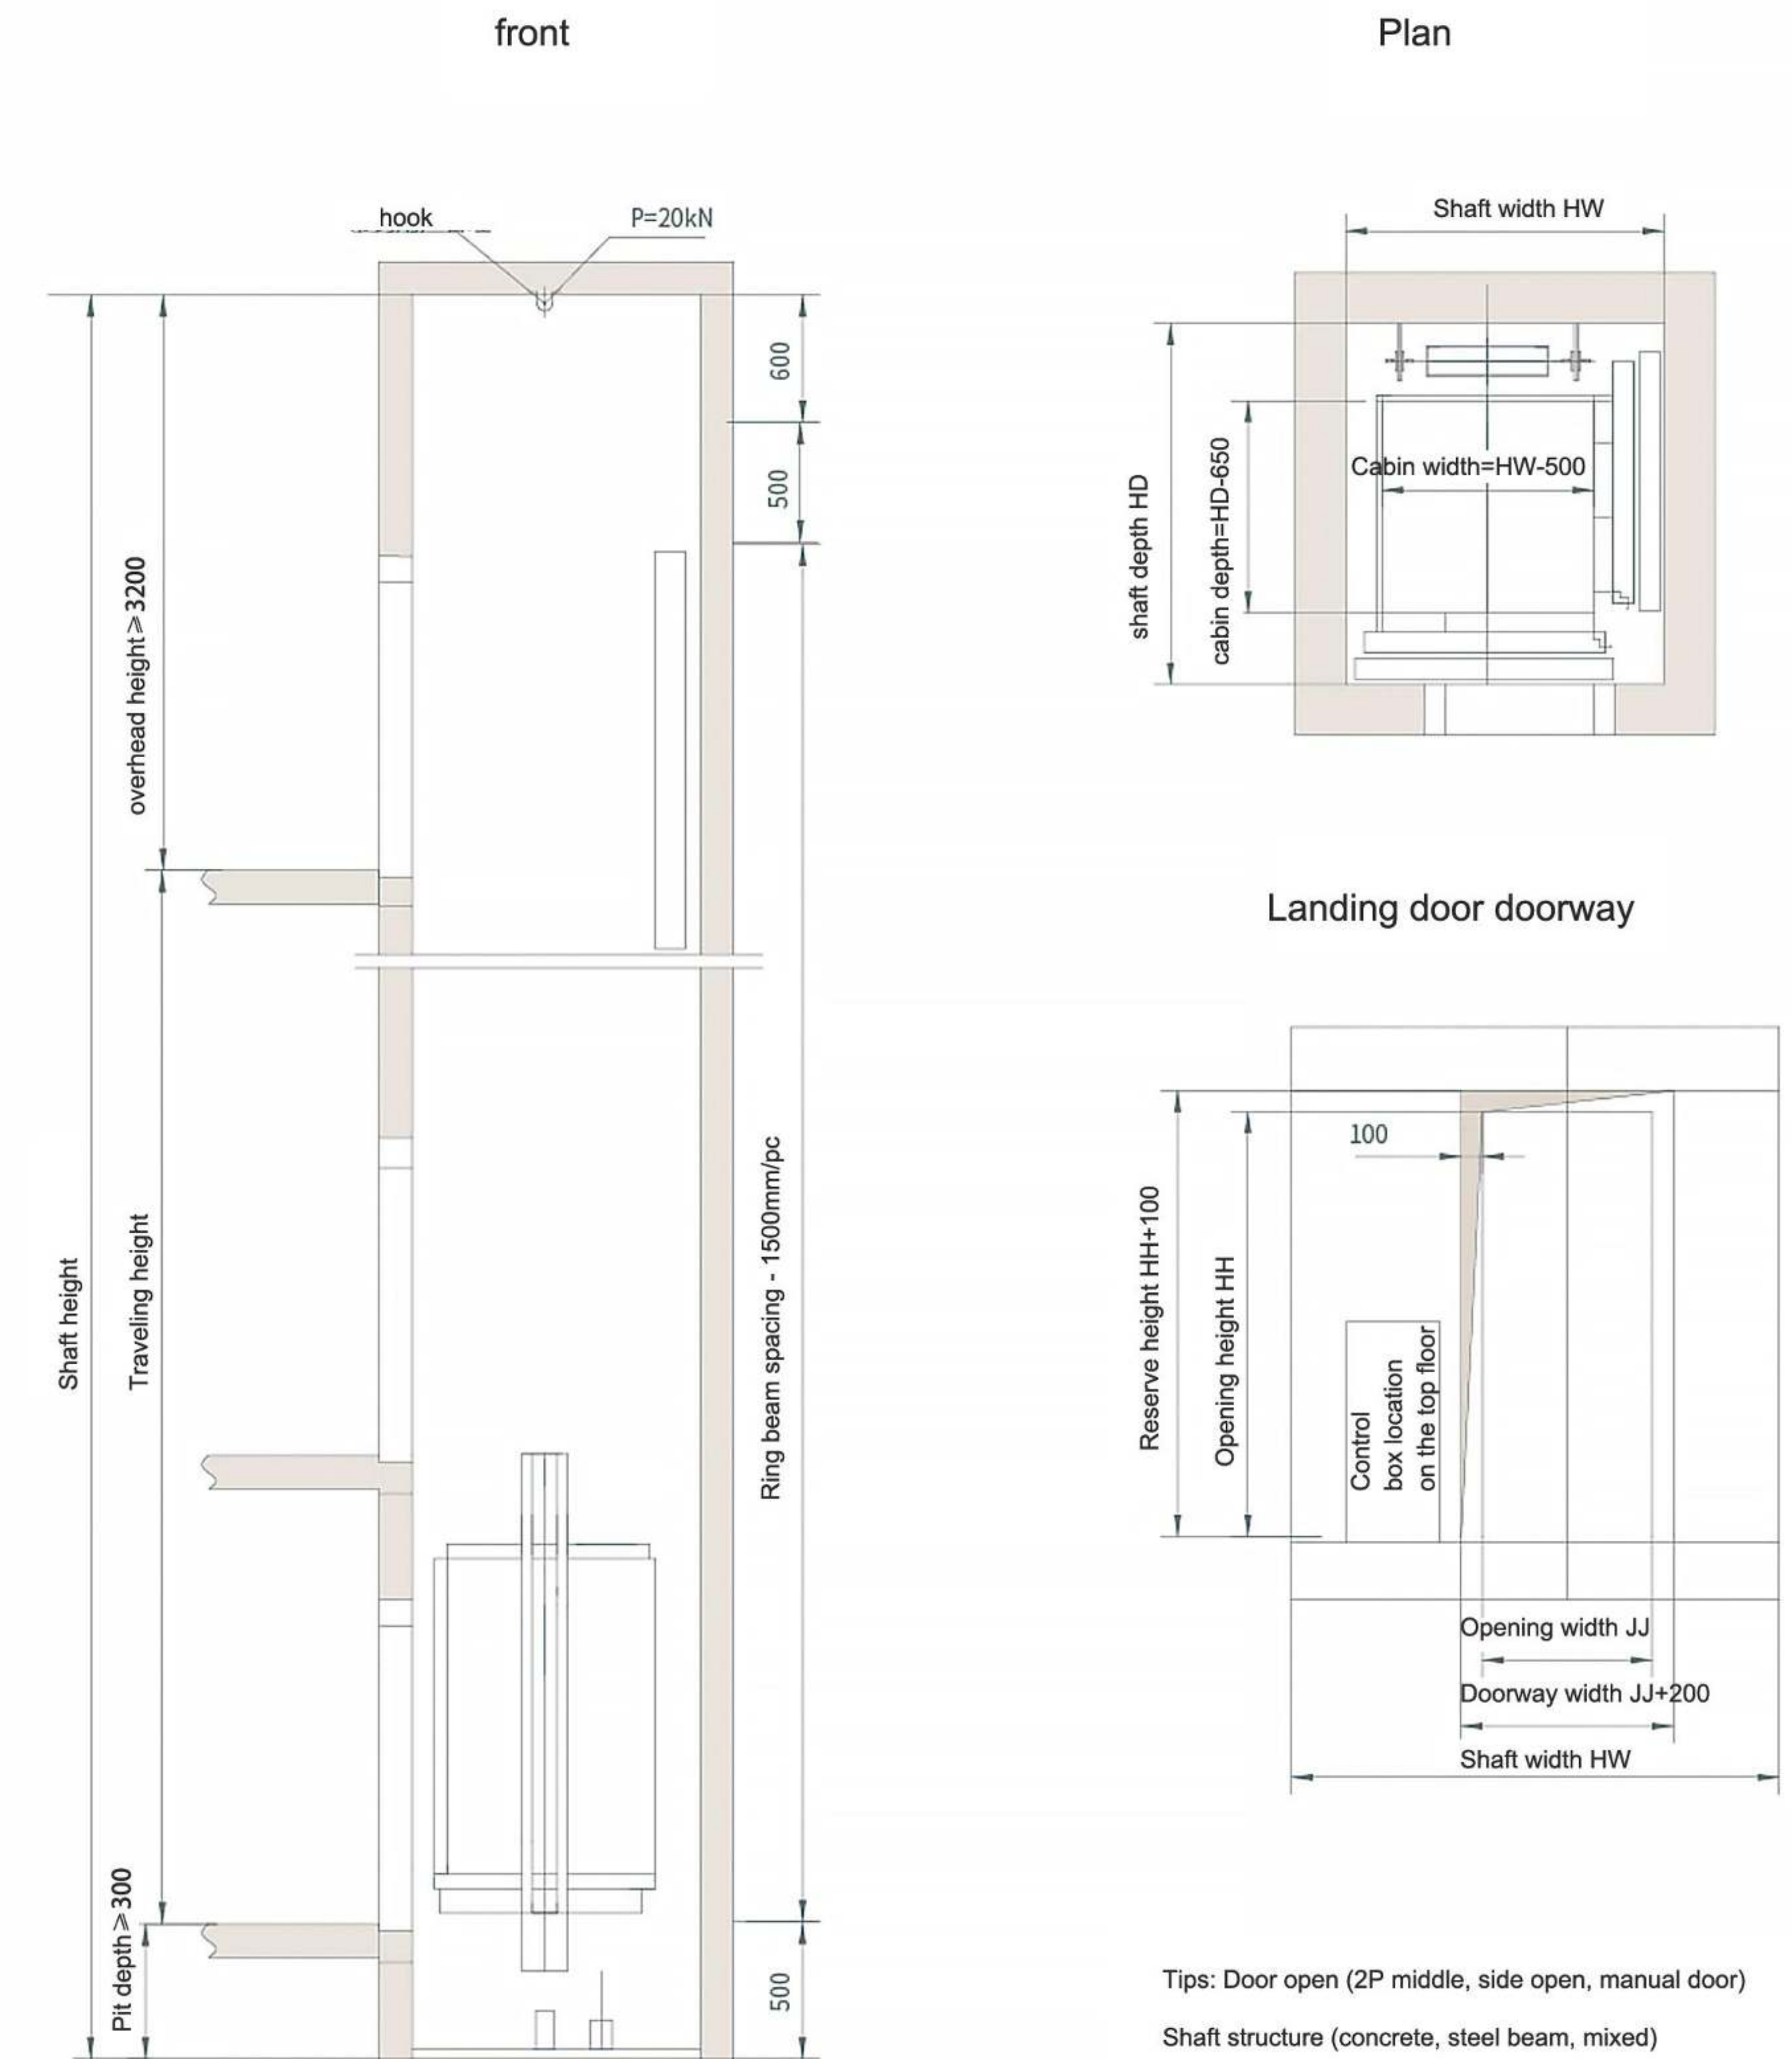 front
Plan
hook
P=20kN
600
500
overhead height⩾3200
Shaft height
Traveling height
Ring beam spacing - 1500mm/pc
Pit depth⩾300
500
Shaft width HW
shaft depth HD
cabin depth=HD-650
Cabin width=HW-500
Landing door doorway
100
Reserve height HH+100
Opening height HH
Control
box location
on the top floor
Opening width JJ
Doorway width JJ+200
Shaft width HW
Tips: Door open (2P middle, side open, manual door)
Shaft structure (concrete, steel beam, mixed)